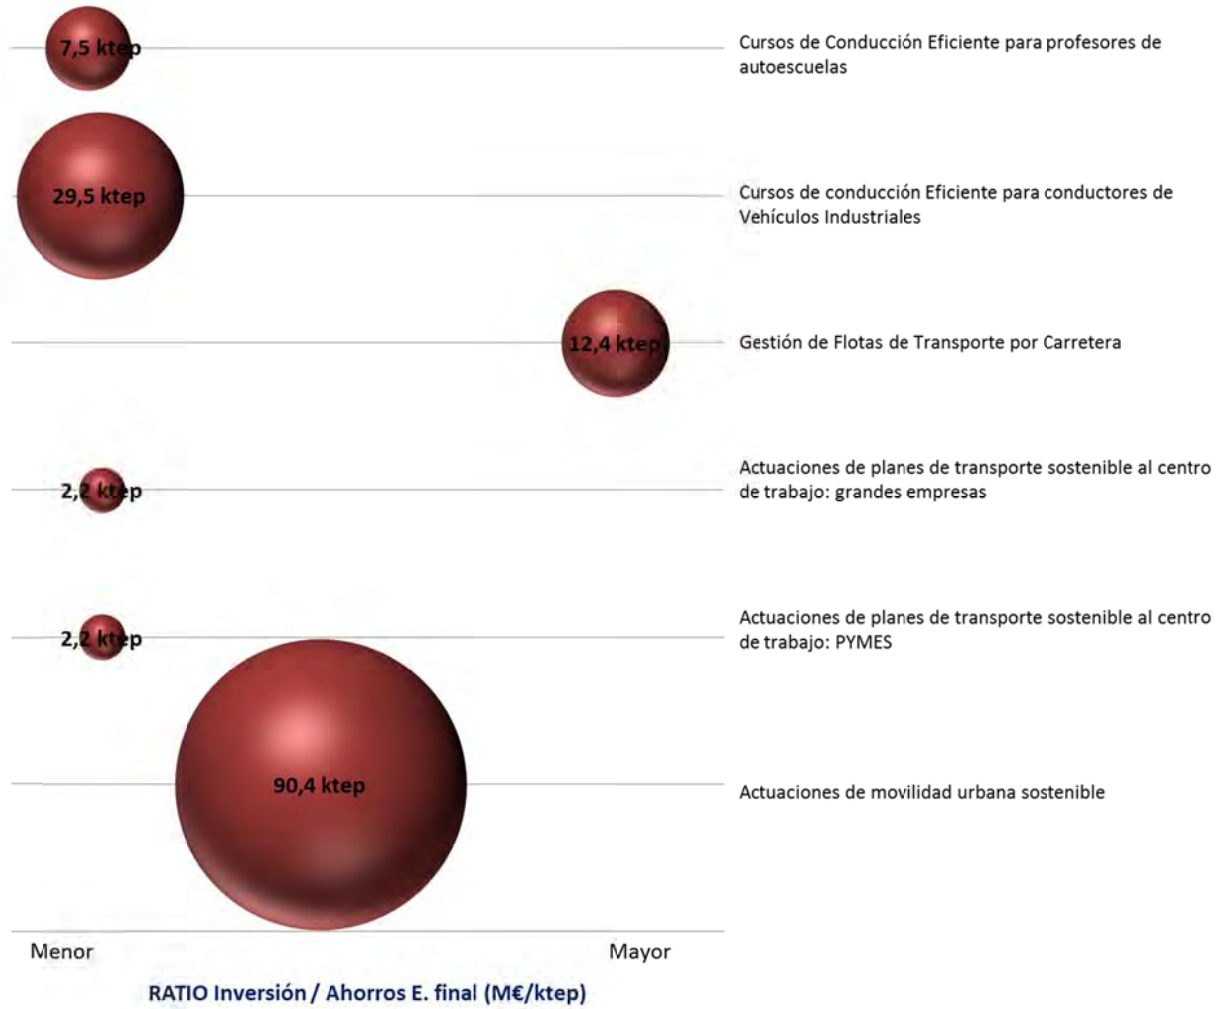 7,5 ktep
Cursos de Conducción Eficiente para profesores de
autoescuelas
29,5 ktep
Cursos de conducción Eficiente para conductores de
Vehículos Industriales
12,4 ktep
Gestión de Flotas de Transporte por Carretera
2,2 ktep
Actuaciones de planes de transporte sostenible al centro
de trabajo: grandes empresas
2,2 ktep
Actuaciones de planes de transporte sostenible al centro
de trabajo: PYMES
90,4 ktep
Actuaciones de movilidad urbana sostenible
Menor
Mayor
RATIO Inversión / Ahorros E. final (M€/ktep)